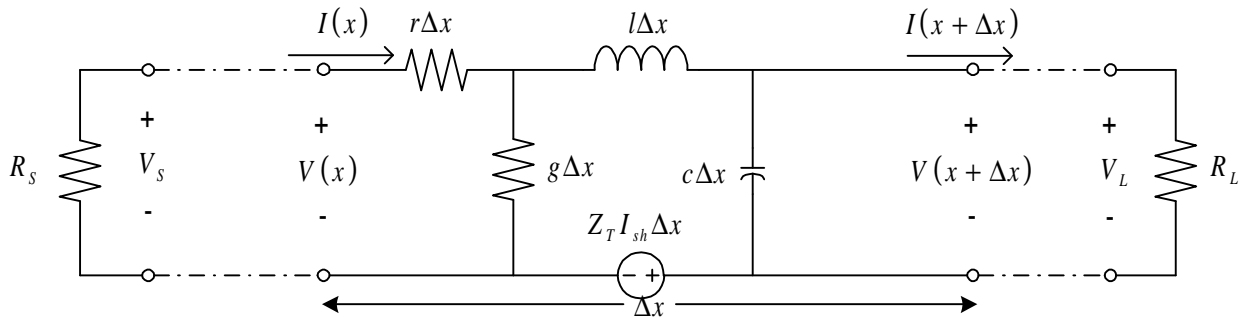 I(x)
rΔx
lΔx
I(x + Δx)
+
+
+
+
R_S
V_S
V(x)
gΔx
cΔx
V(x + Δx)
V_L
R_L
-
-
-
-
Z_T I_sh Δx
- +
Δx